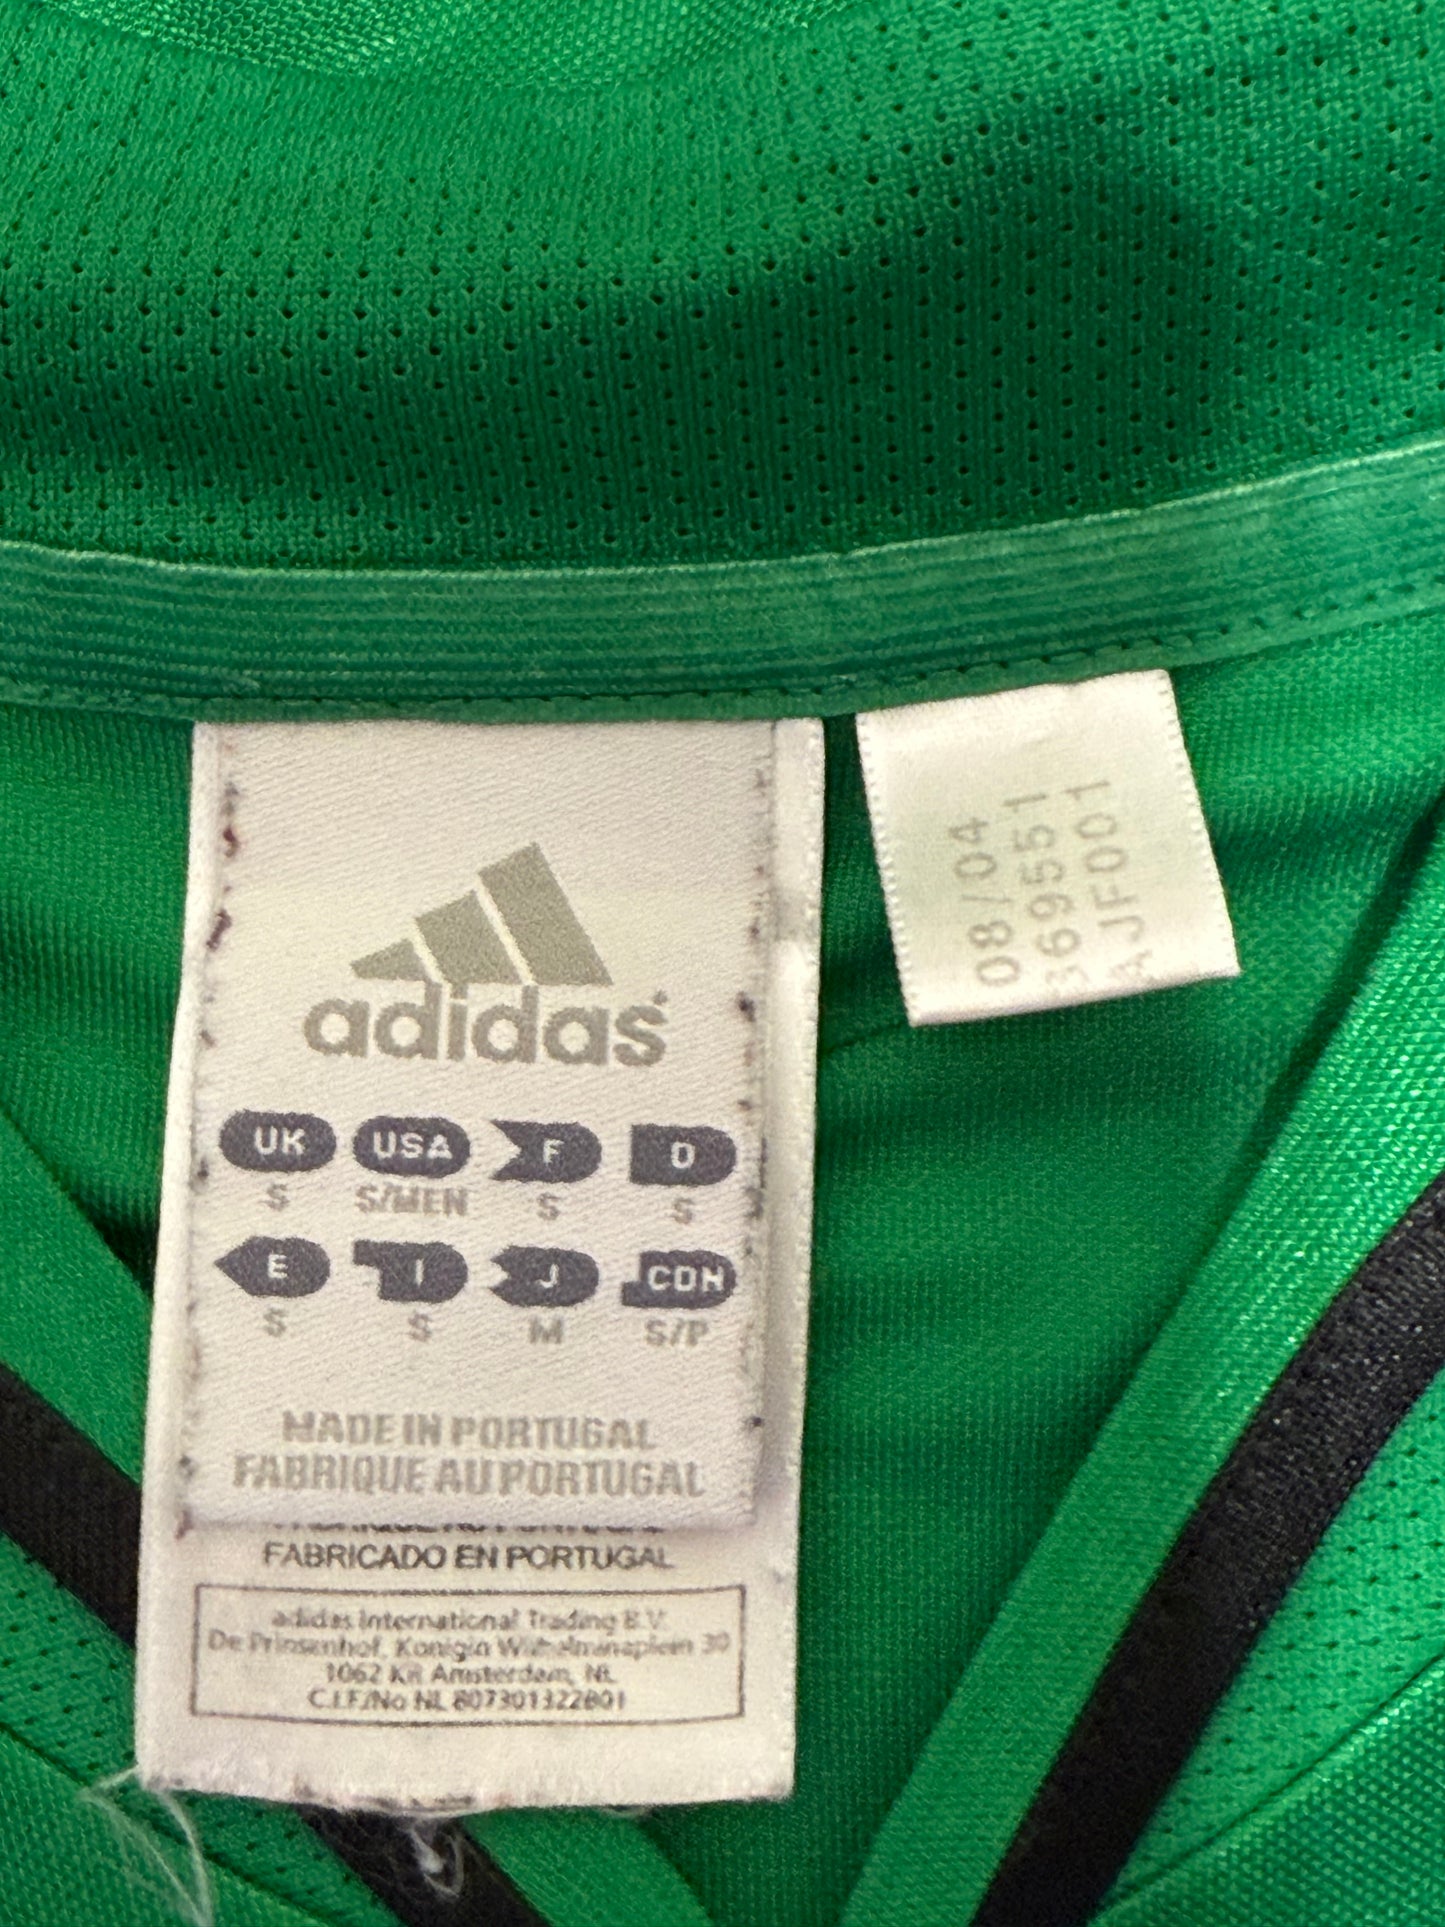 adidas
UK USA F D
S S/MEN S S
E I J CDN
S S M S/P
MADE IN PORTUGAL
FABRIQUE AU PORTUGAL
FABRICADO EN PORTUGAL
adidas International Trading B.V.
De Prinsenhof, Konigin Wilhelminaplein 30
1062 KR Amsterdam, NL
C.I.F/No NL 807301322B01
08/04
369551
AJF001